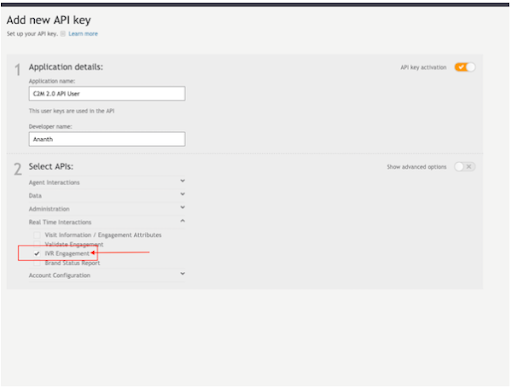 Add new API key
Set up your API key. Learn more
1 Application details:
API key activation
Application name:
C2M 2.0 API User
This user keys are used in the API
Developer name:
Ananth
2 Select APIs:
Show advanced options
Agent Interactions
Data
Administration
Real Time Interactions
Visit Information / Engagement Attributes
Validate Engagement
IVR Engagement
Brand Status Report
Account Configuration